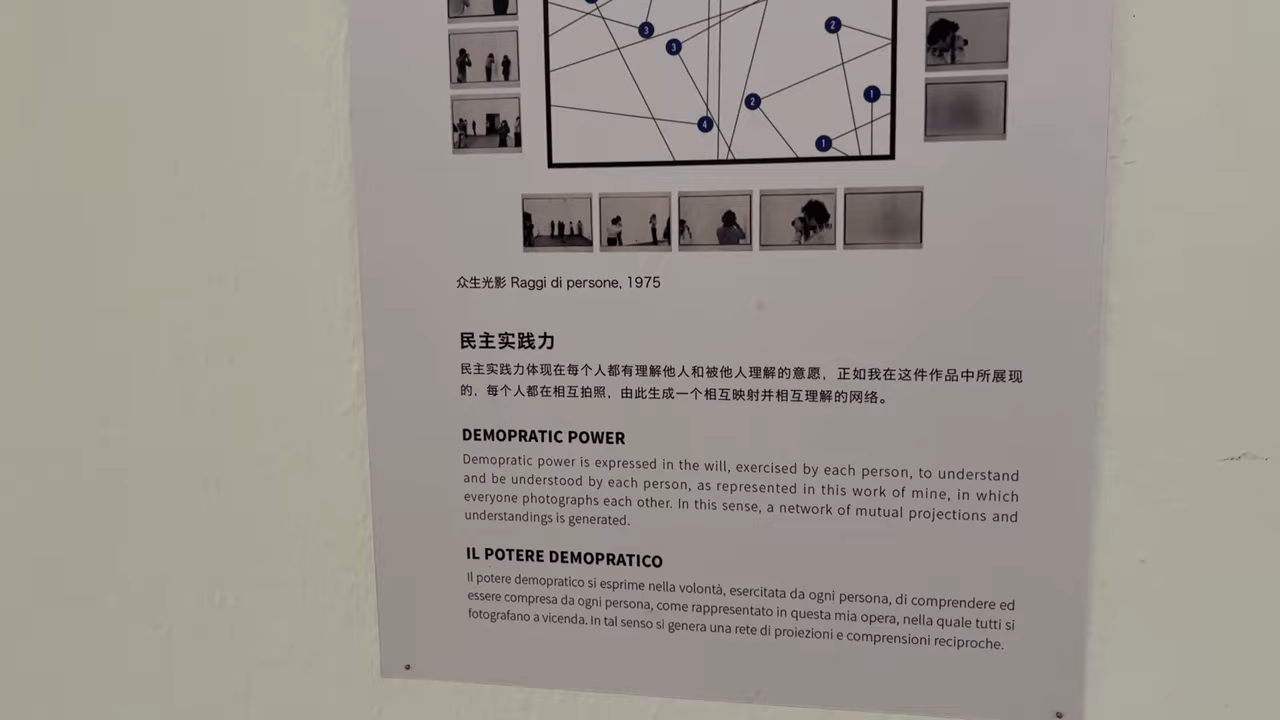 3
3
2
2
1
4
1
众生光影 Raggi di persone, 1975
民主实践力
民主实践力体现在每个人都有理解他人和被他人理解的意愿，正如我在这件作品中所展现
的，每个人都在相互拍照，由此生成一个相互映射并相互理解的网络。
DEMOPRATIC POWER
Demopratic power is expressed in the will, exercised by each person, to understand
and be understood by each person, as represented in this work of mine, in which
everyone photographs each other. In this sense, a network of mutual projections and
understandings is generated.
IL POTERE DEMOPRATICO
Il potere demopratico si esprime nella volontà, esercitata da ogni persona, di comprendere ed
essere compresa da ogni persona, come rappresentato in questa mia opera, nella quale tutti si
fotografano a vicenda. In tal senso si genera una rete di proiezioni e comprensioni reciproche.